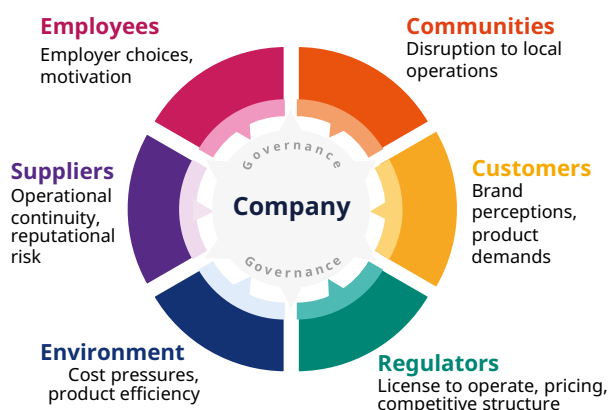 Employees
Employer choices,
motivation
Communities
Disruption to local
operations
Suppliers
Operational
continuity,
reputational
risk
Governance
Company
Governance
Customers
Brand
perceptions,
product
demands
Environment
Cost pressures,
product efficiency
Regulators
License to operate, pricing,
competitive structure